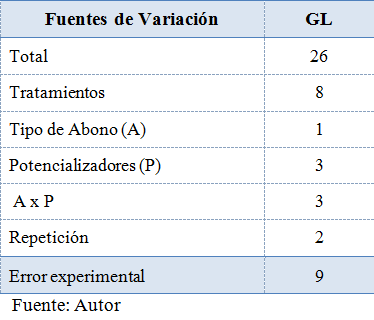 Fuentes de Variación GL
Total 26
Tratamientos 8
Tipo de Abono (A) 1
Potencializadores (P) 3
A x P 3
Repetición 2
Error experimental 9
Fuente: Autor